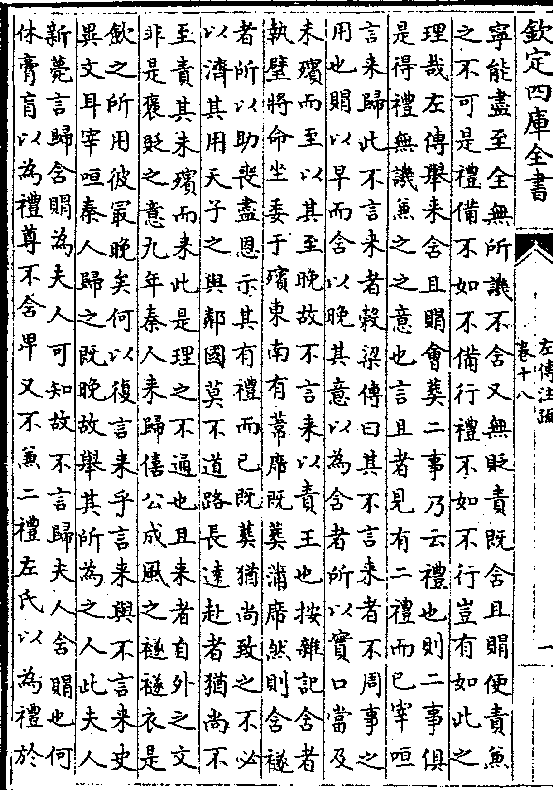 欽定四庫全書
左傳注疏
卷十八
一
寧能盡至全無所譏不含又無貶責既含且賵便責兼
之不可是禮備不如不備行禮不如不行豈有如此之
理哉左傳舉来含且賵會葬二事乃云禮也則二事俱
是得禮無譏兼之之意也言且者見有二禮而已宰咺
言来歸此不言来者榖梁傳曰其不言来者不周事之
用也賵以早而含以晚其意以為含者所以實口當及
未殯而至以其至晚故不言来以責王也按雜記含者
執璧將命坐委于殯東南有葦席既葬蒲席然則含襚
者所以助喪盡恩示其有禮而已既葬猶尚致之不必
以濟其用天子之與鄰國莫不道路長遠赴者猶尚不
至責其未殯而来此是理之不通也且来者自外之文
非是褒貶之意九年秦人来歸僖公成風之襚襚衣是
斂之所用彼最晚矣何以復言来乎言来與不言来史
異文耳宰咺秦人歸之既晚故舉其所為之人此夫人
新薨言歸含賵為夫人可知故不言歸夫人含賵也何
休膏肓以為禮尊不含卑又不兼二禮左氏以為禮於